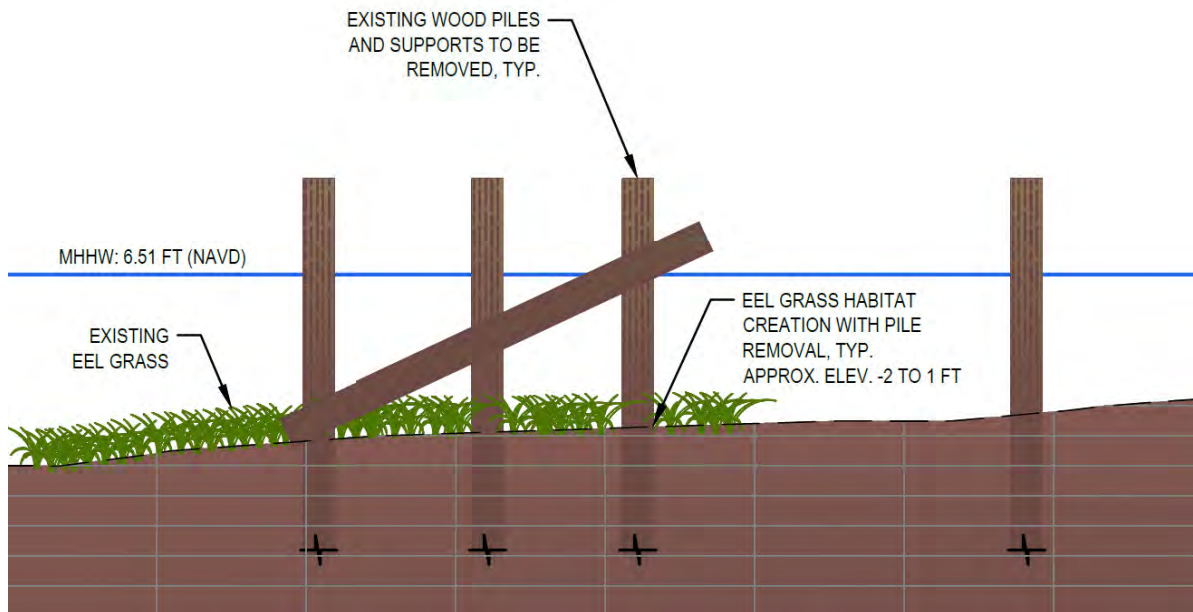 EXISTING WOOD PILES
AND SUPPORTS TO BE
REMOVED, TYP.
MHHW: 6.51 FT (NAVD)
EXISTING
EEL GRASS
EEL GRASS HABITAT
CREATION WITH PILE
REMOVAL, TYP.
APPROX. ELEV. -2 TO 1 FT